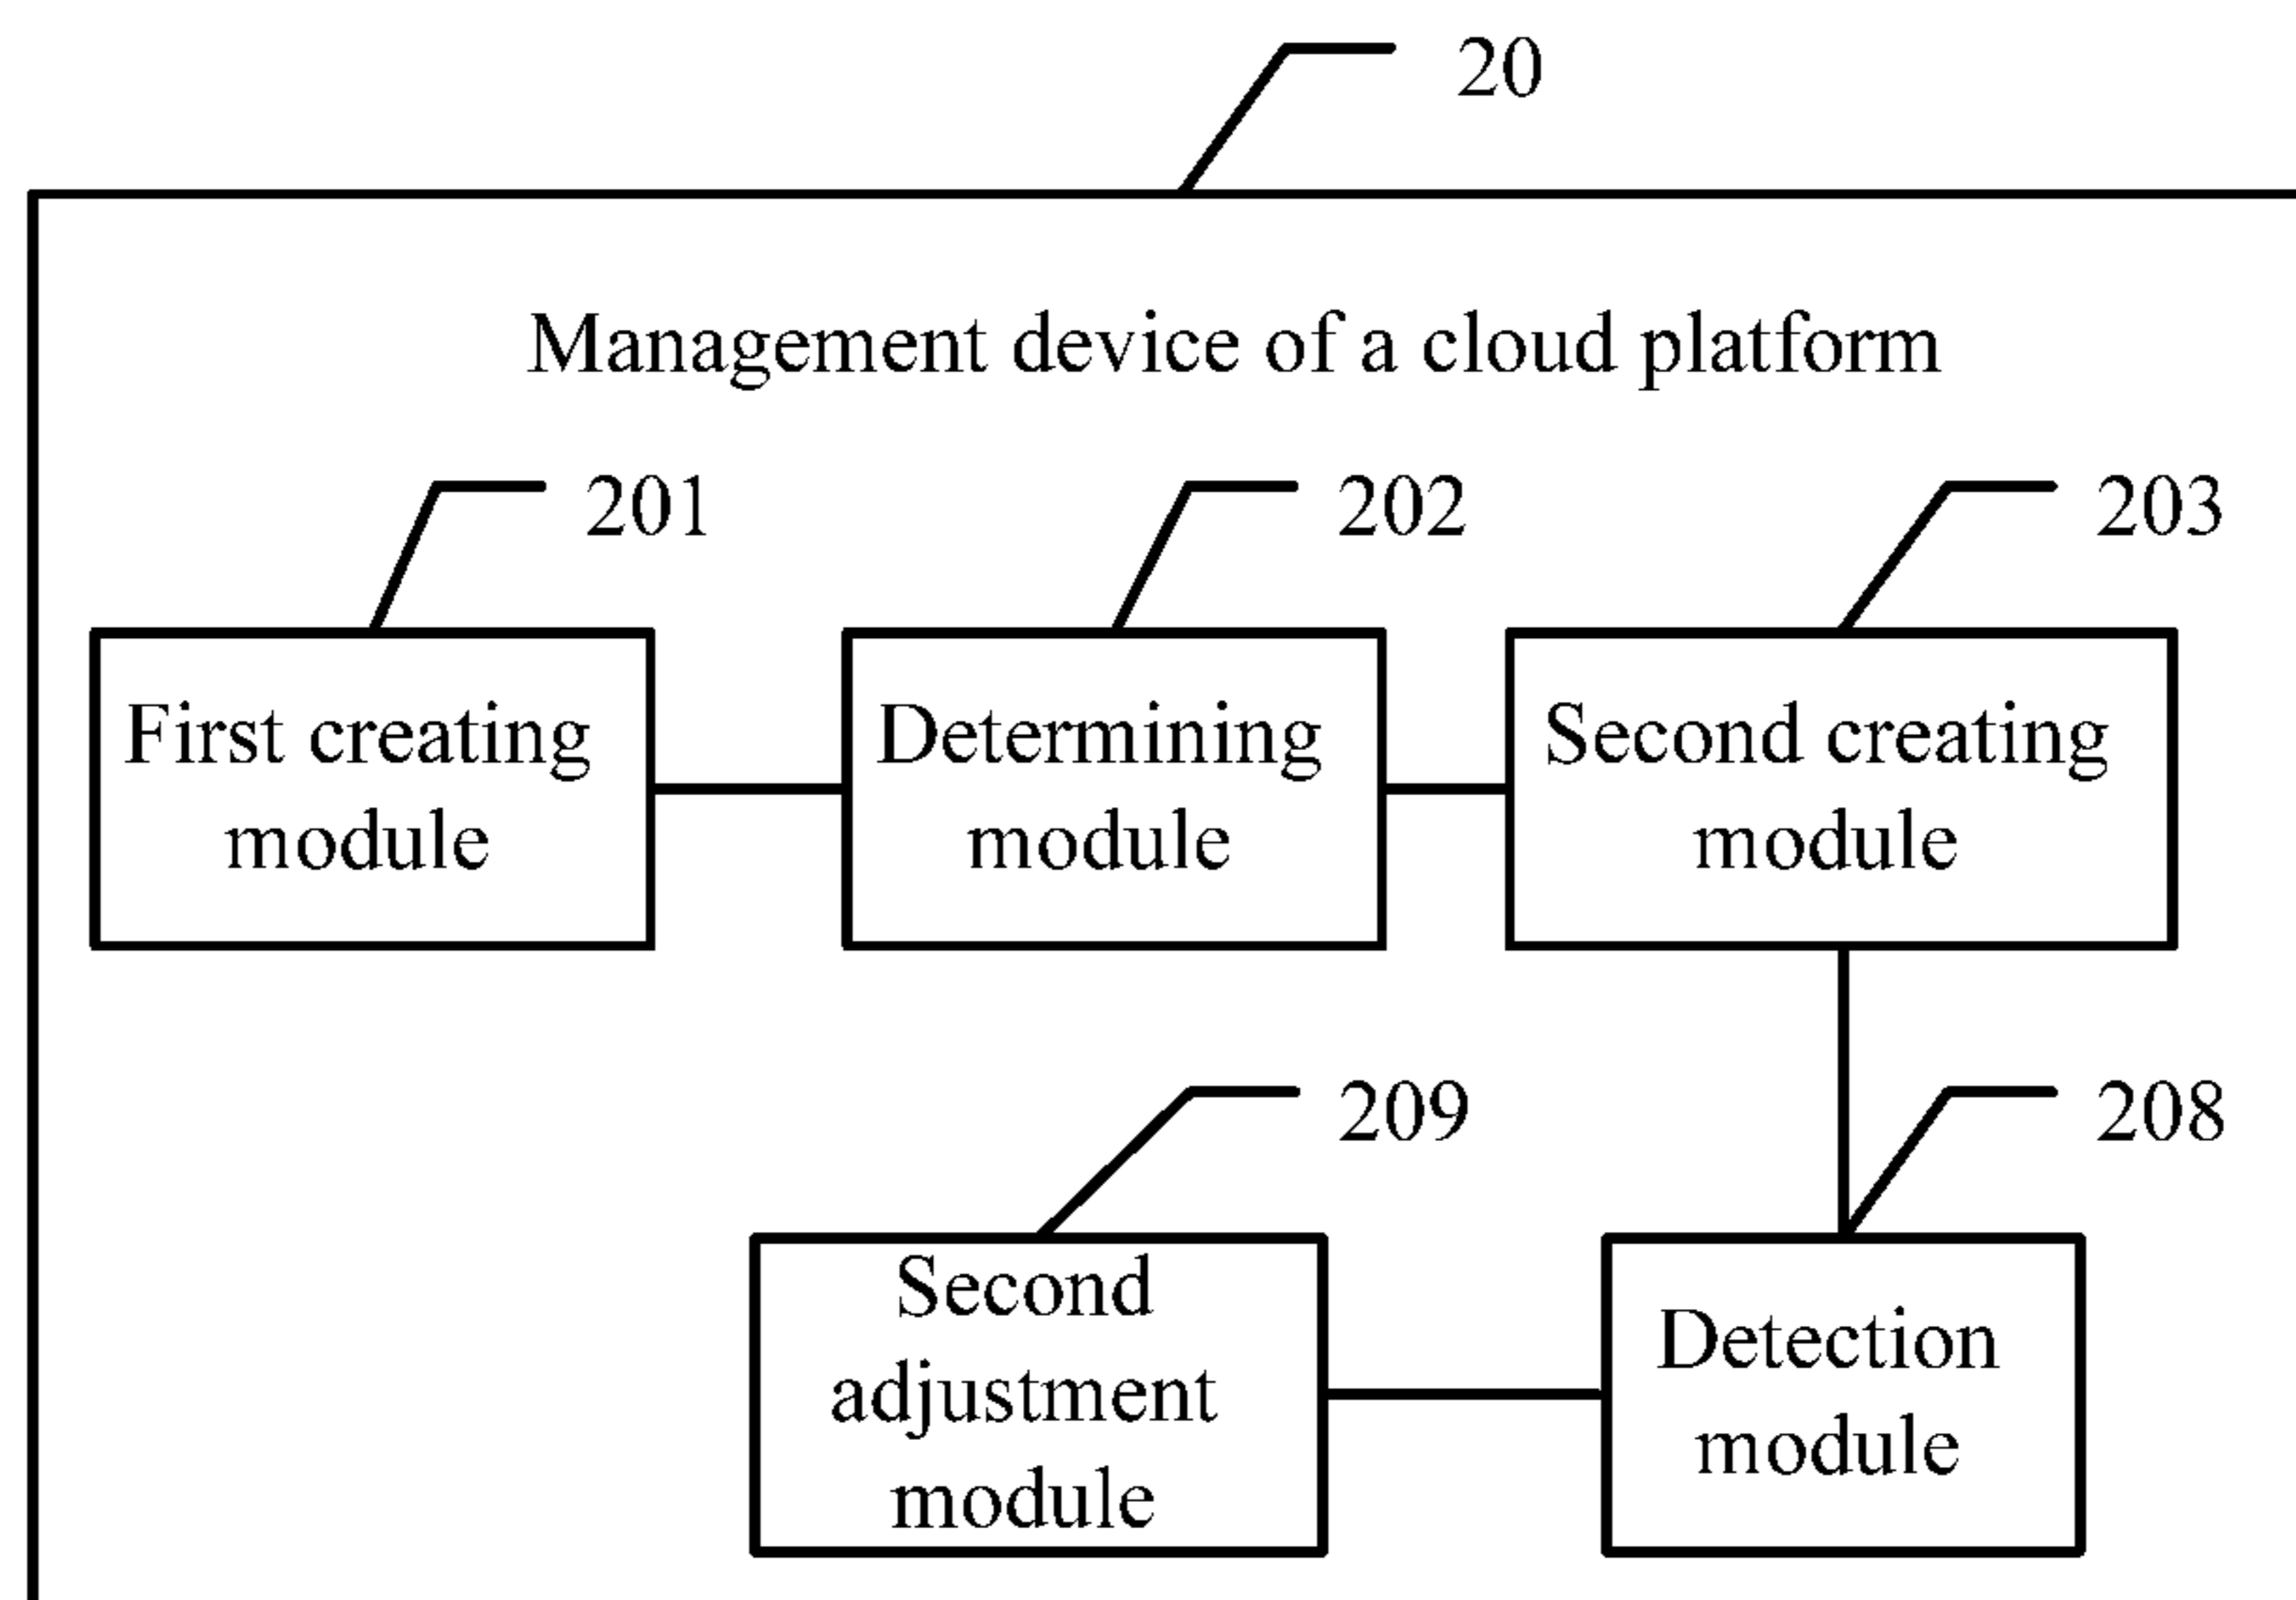 20
Management device of a cloud platform
201
202
203
First creating
module
Determining
module
Second creating
module
209
208
Second
adjustment
module
Detection
module